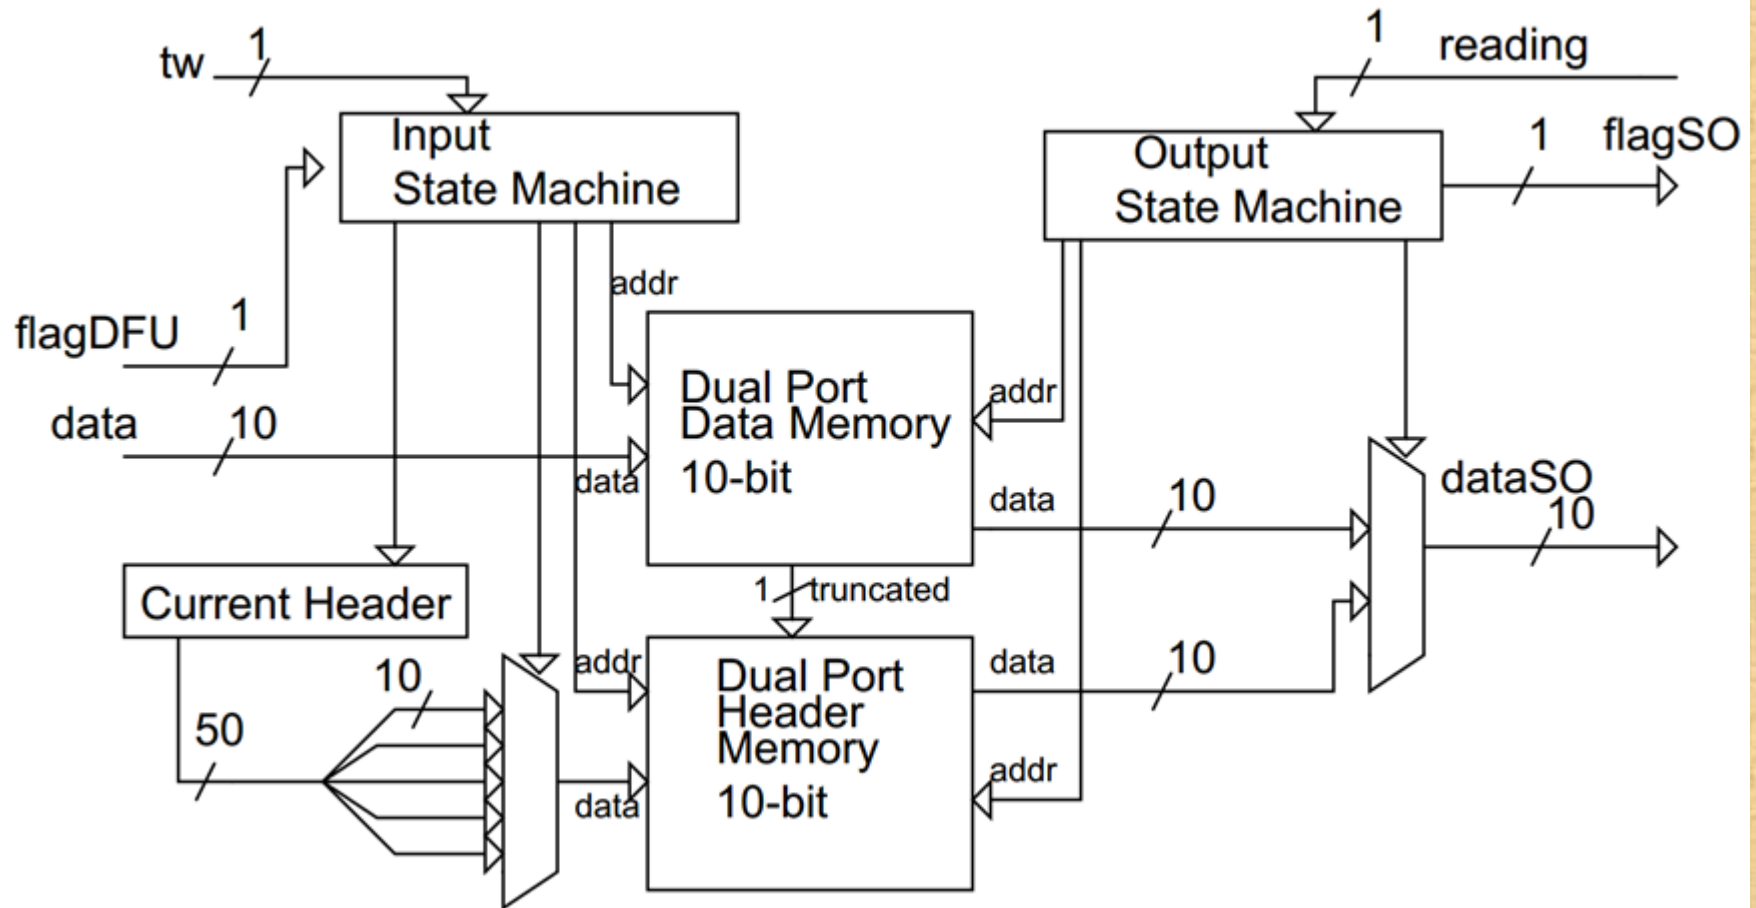 tw
1
Input
State Machine
1
reading
Output
State Machine
1
flagSO
addr
flagDFU
1
data
10
data
Dual Port
Data Memory
10-bit
addr
data
10
dataSO
10
1
truncated
Current Header
50
10
addr
data
Dual Port
Header
Memory
10-bit
data
10
addr